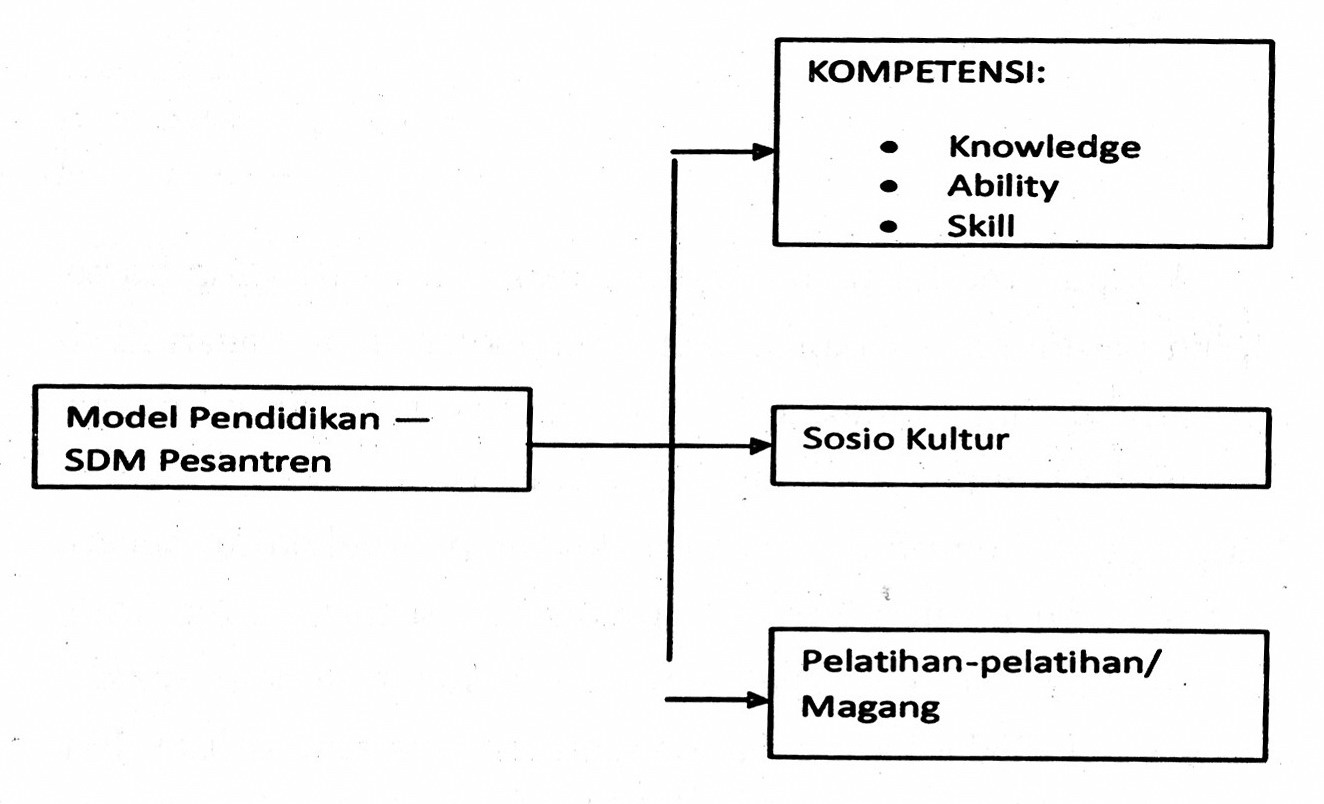 KOMPETENSI:
• Knowledge
• Ability
• Skill
Model Pendidikan —
SDM Pesantren
Sosio Kultur
Pelatihan-pelatihan/
Magang